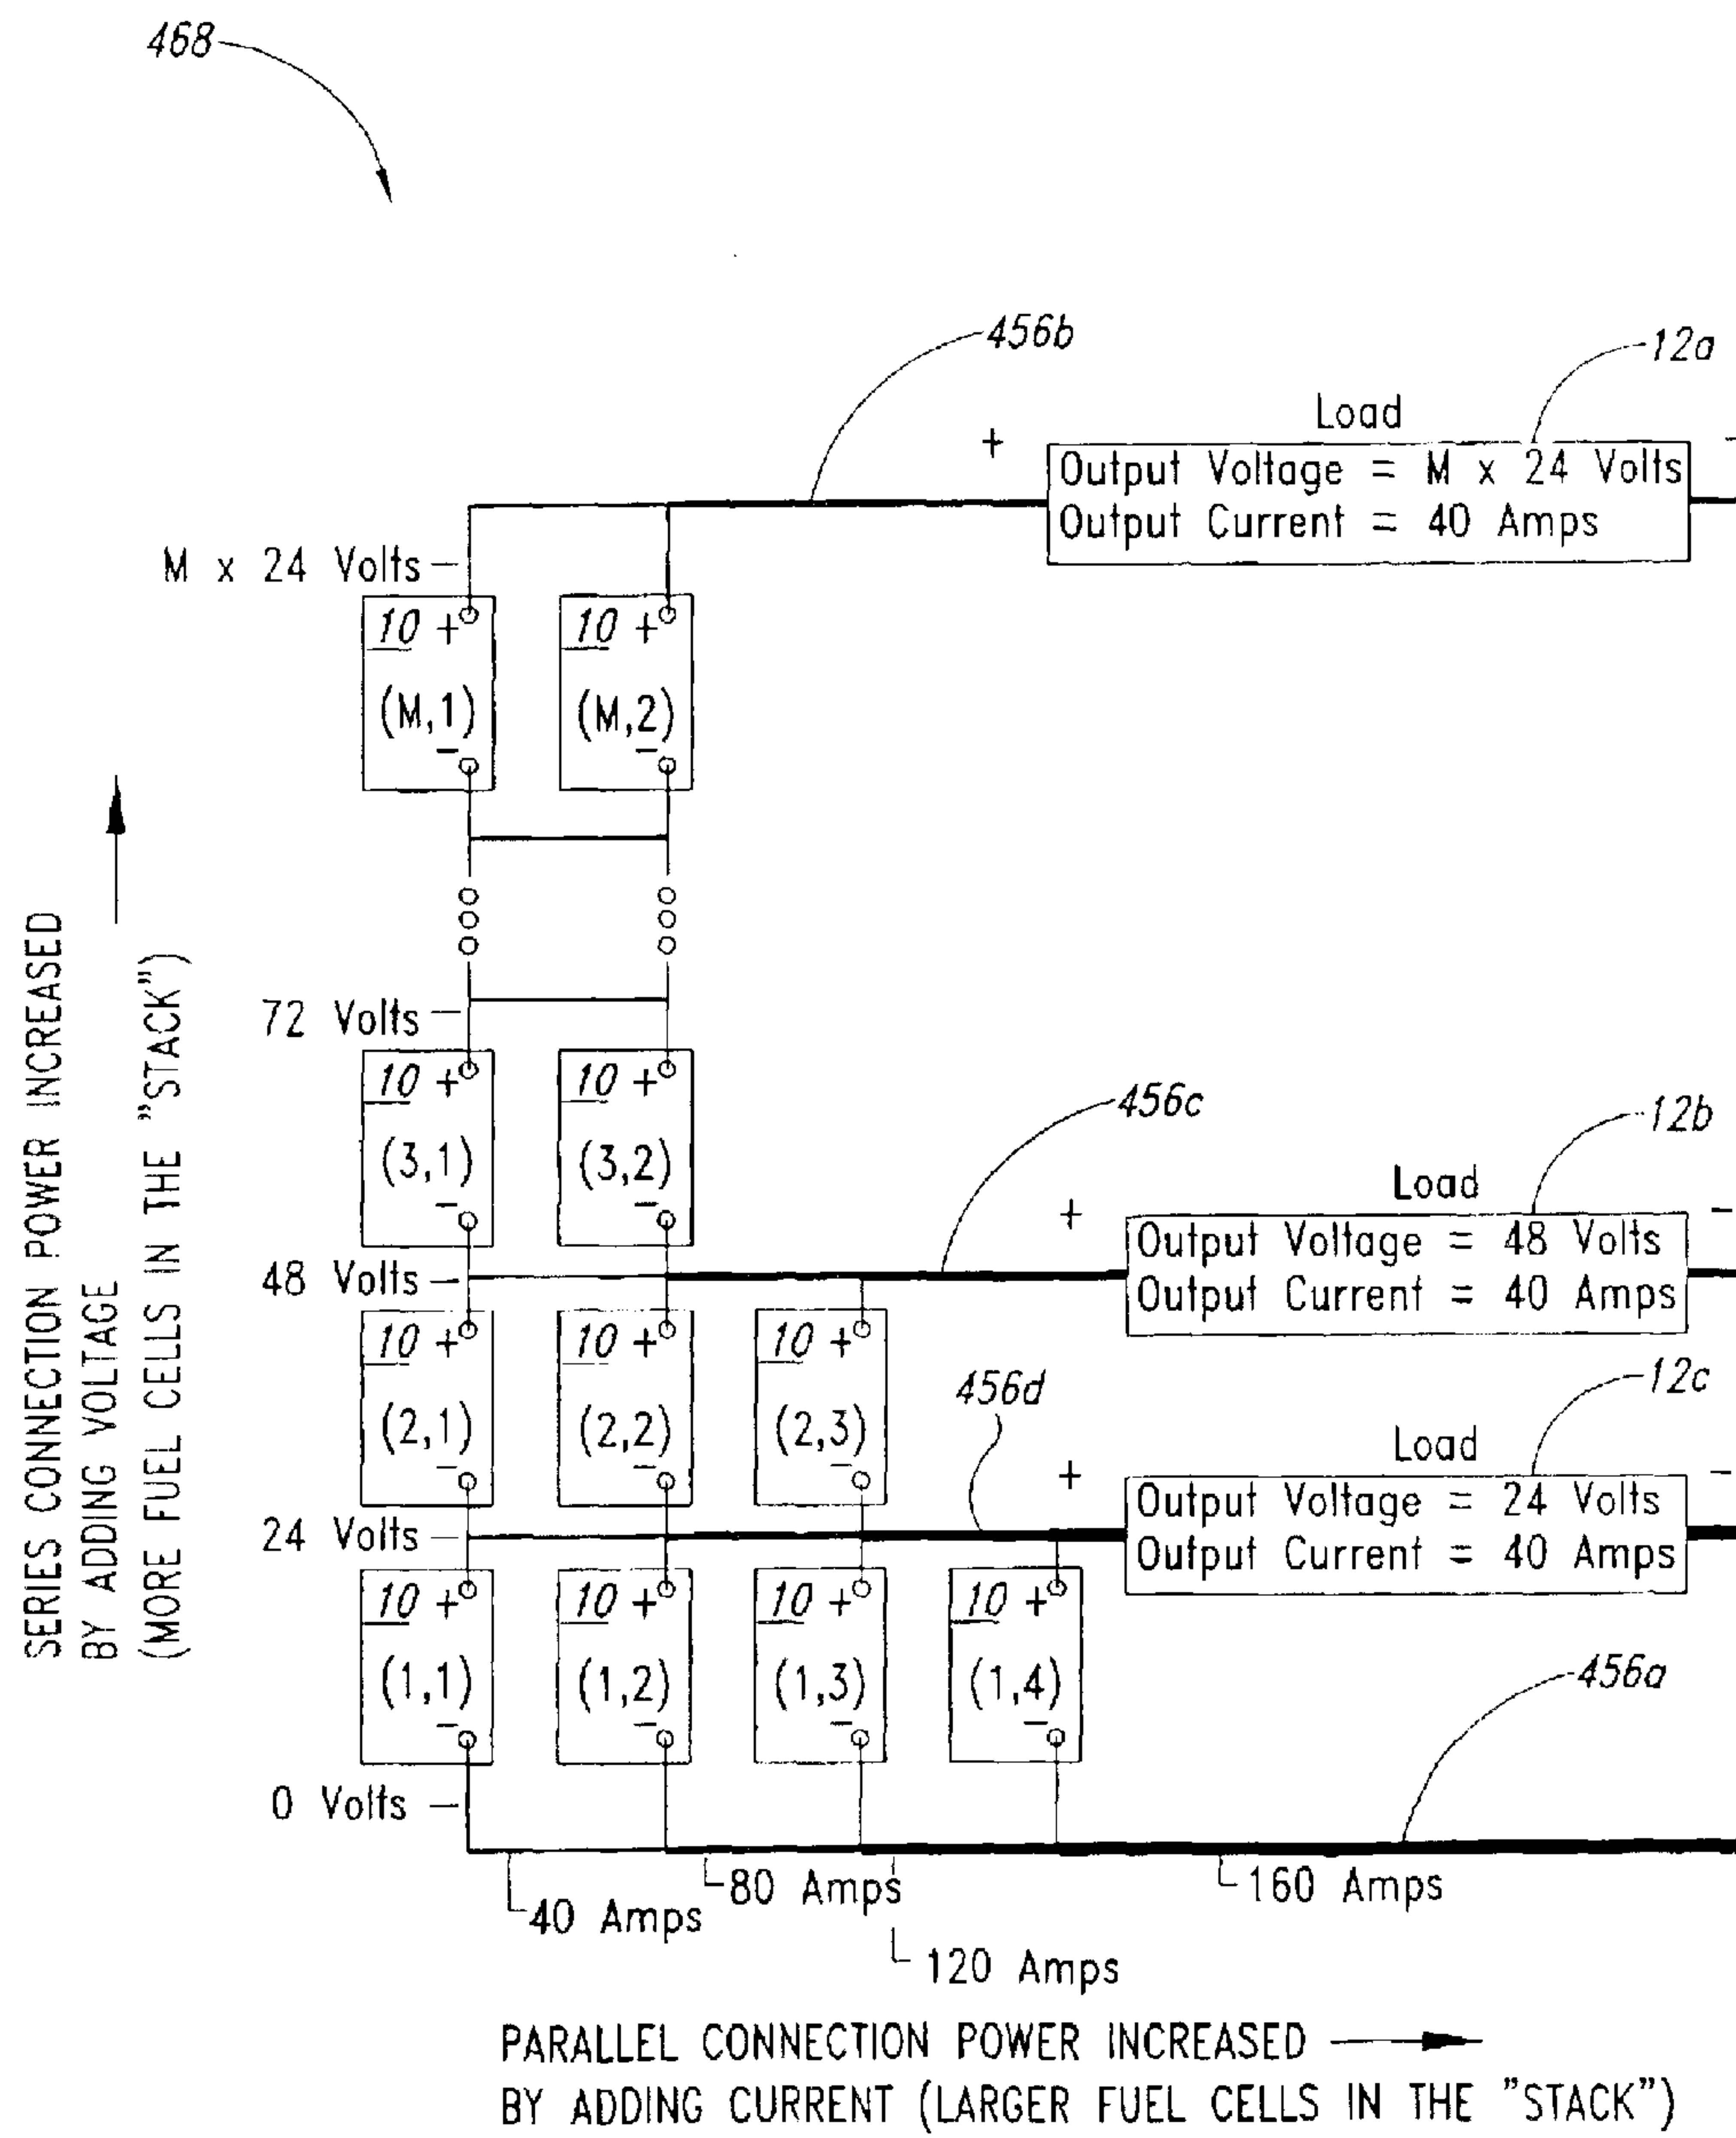 468
456b
12a
Load
+ -
Output Voltage = M x 24 Volts
Output Current = 40 Amps
M x 24 Volts
10 + 10 +
(M,1) (M,2)
- -
72 Volts
10 + 10 +
(3,1) (3,2)
- -
456c
12b
Load
+ -
Output Voltage = 48 Volts
Output Current = 40 Amps
48 Volts
10 + 10 + 10 +
(2,1) (2,2) (2,3)
- - -
456d
12c
Load
+ -
Output Voltage = 24 Volts
Output Current = 40 Amps
24 Volts
10 + 10 + 10 + 10 +
(1,1) (1,2) (1,3) (1,4)
- - - -
456a
0 Volts
40 Amps
80 Amps
120 Amps
160 Amps
SERIES CONNECTION POWER INCREASED
BY ADDING VOLTAGE
(MORE FUEL CELLS IN THE "STACK")
PARALLEL CONNECTION POWER INCREASED
BY ADDING CURRENT (LARGER FUEL CELLS IN THE "STACK")